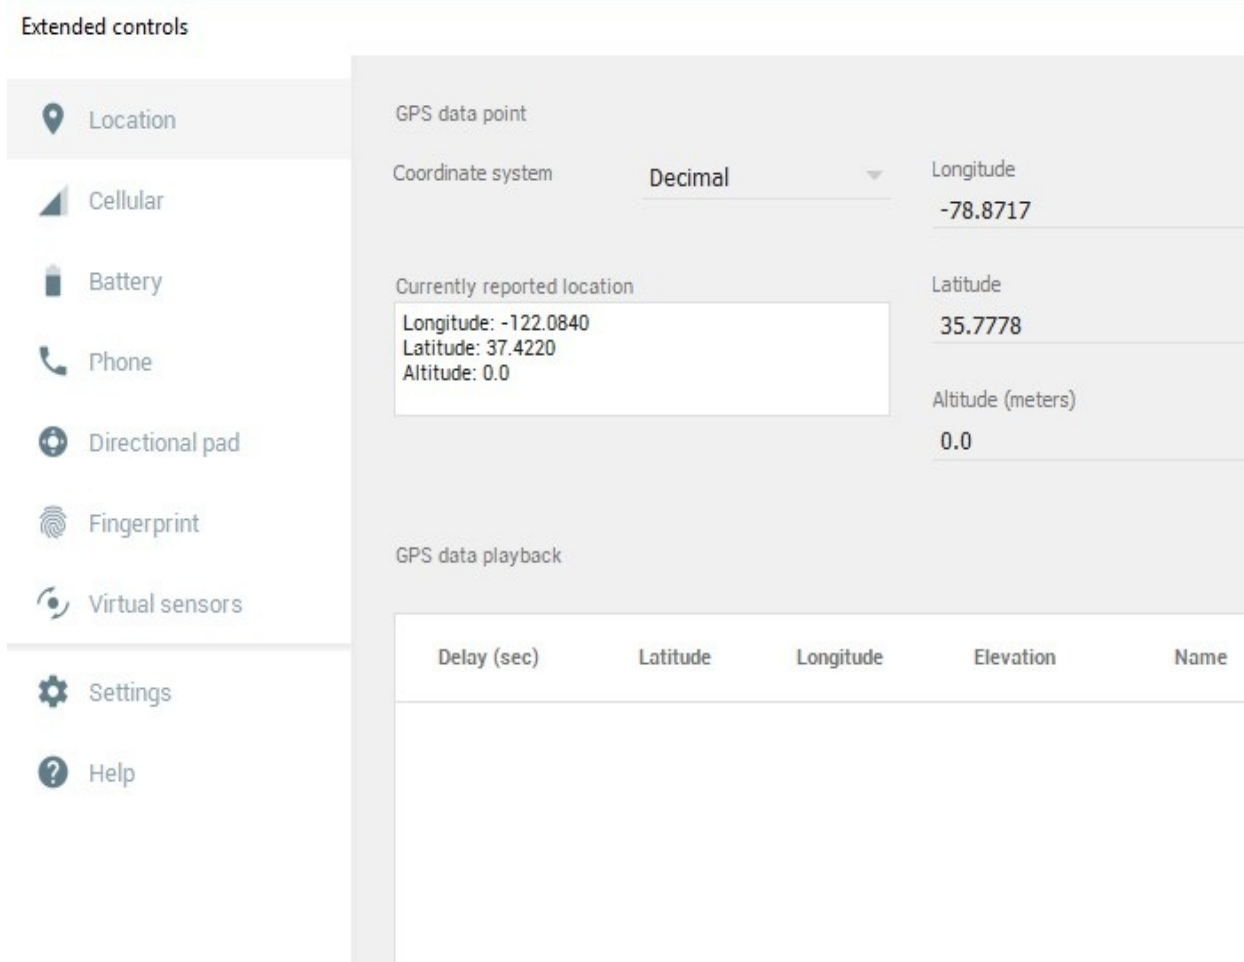 Extended controls
Location
Cellular
Battery
Phone
Directional pad
Fingerprint
Virtual sensors
Settings
Help
GPS data point
Coordinate system
Decimal
Longitude
-78.8717
Currently reported location
Longitude: -122.0840
Latitude: 37.4220
Altitude: 0.0
Latitude
35.7778
Altitude (meters)
0.0
GPS data playback
Delay (sec) Latitude Longitude Elevation Name